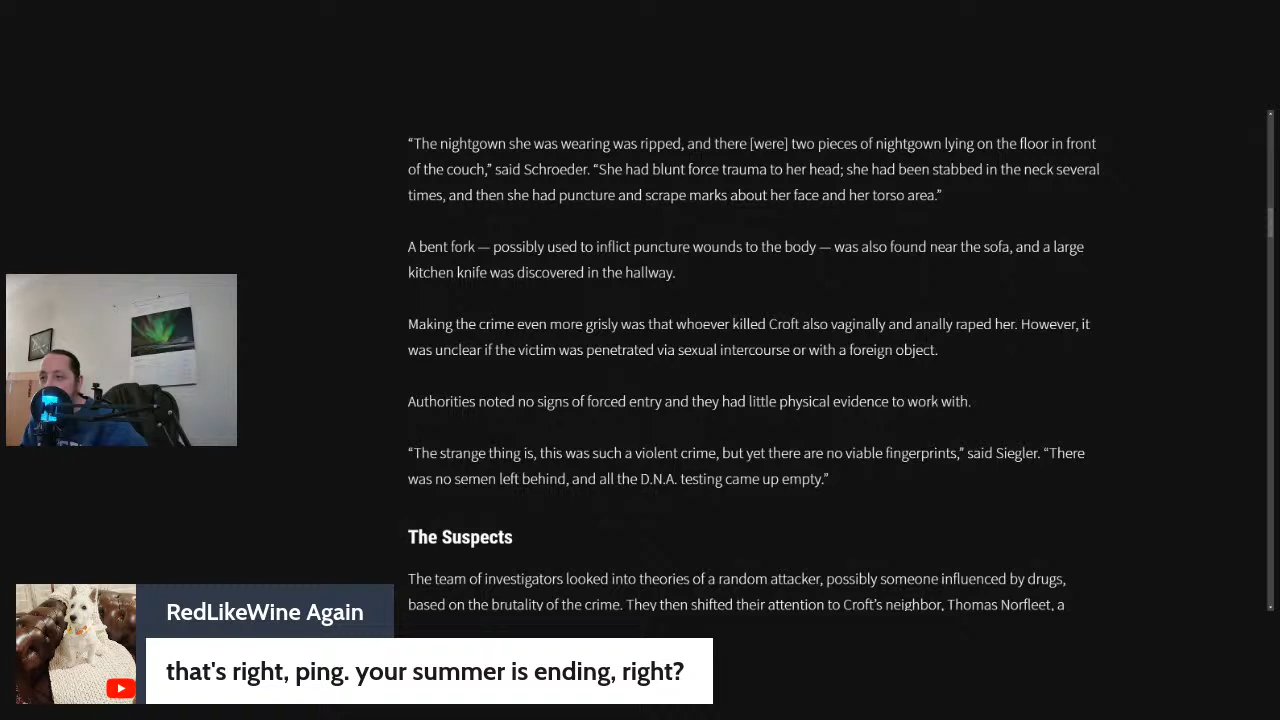 “The nightgown she was wearing was ripped, and there [were] two pieces of nightgown lying on the floor in front
of the couch,” said Schroeder. “She had blunt force trauma to her head; she had been stabbed in the neck several
times, and then she had puncture and scrape marks about her face and her torso area.”
A bent fork — possibly used to inflict puncture wounds to the body — was also found near the sofa, and a large
kitchen knife was discovered in the hallway.
Making the crime even more grisly was that whoever killed Croft also vaginally and anally raped her. However, it
was unclear if the victim was penetrated via sexual intercourse or with a foreign object.
Authorities noted no signs of forced entry and they had little physical evidence to work with.
“The strange thing is, this was such a violent crime, but yet there are no viable fingerprints,” said Siegler. “There
was no semen left behind, and all the D.N.A. testing came up empty.”
The Suspects
The team of investigators looked into theories of a random attacker, possibly someone influenced by drugs,
based on the brutality of the crime. They then shifted their attention to Croft’s neighbor, Thomas Norfleet, a
RedLikeWine Again
that's right, ping. your summer is ending, right?